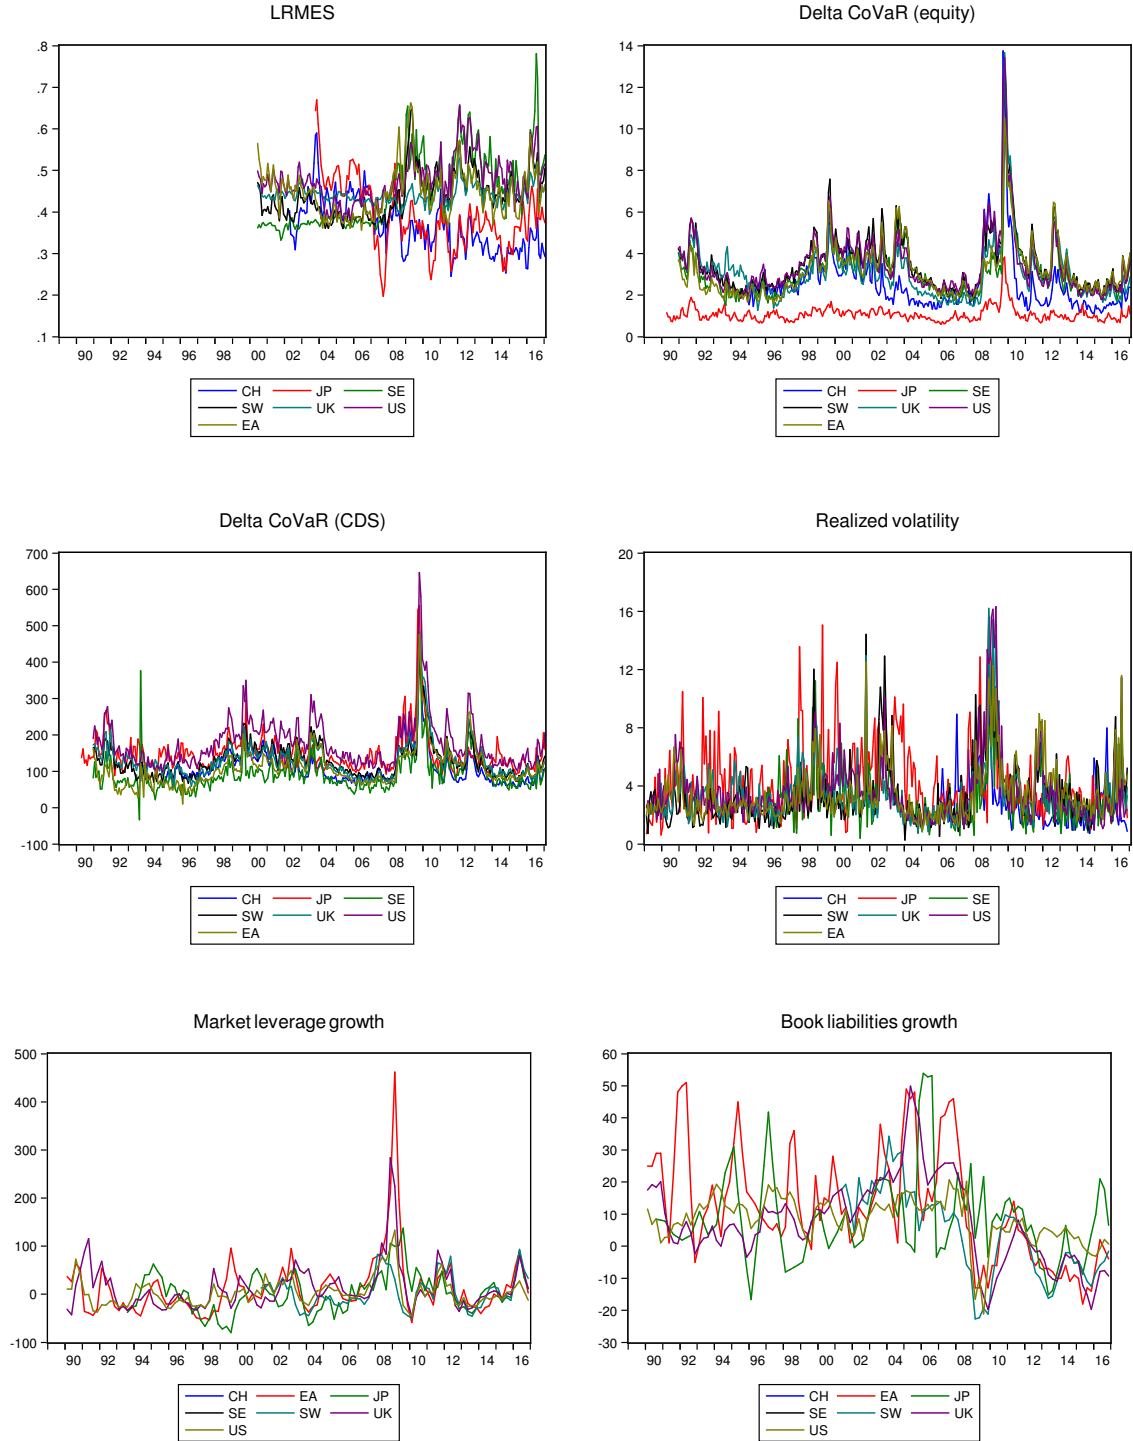 LRMES
.8
.7
.6
.5
.4
.3
.2
.1
90 92 94 96 98 00 02 04 06 08 10 12 14 16
CH JP SE
SW UK US
EA
Delta CoVaR (equity)
14
12
10
8
6
4
2
0
90 92 94 96 98 00 02 04 06 08 10 12 14 16
CH JP SE
SW UK US
EA
Delta CoVaR (CDS)
700
600
500
400
300
200
100
0
-100
90 92 94 96 98 00 02 04 06 08 10 12 14 16
CH JP SE
SW UK US
EA
Realized volatility
20
16
12
8
4
0
90 92 94 96 98 00 02 04 06 08 10 12 14 16
CH JP SE
SW UK US
EA
Market leverage growth
500
400
300
200
100
0
-100
90 92 94 96 98 00 02 04 06 08 10 12 14 16
CH EA JP
SE SW UK
US
Book liabilities growth
60
50
40
30
20
10
0
-10
-20
-30
90 92 94 96 98 00 02 04 06 08 10 12 14 16
CH EA JP
SE SW UK
US